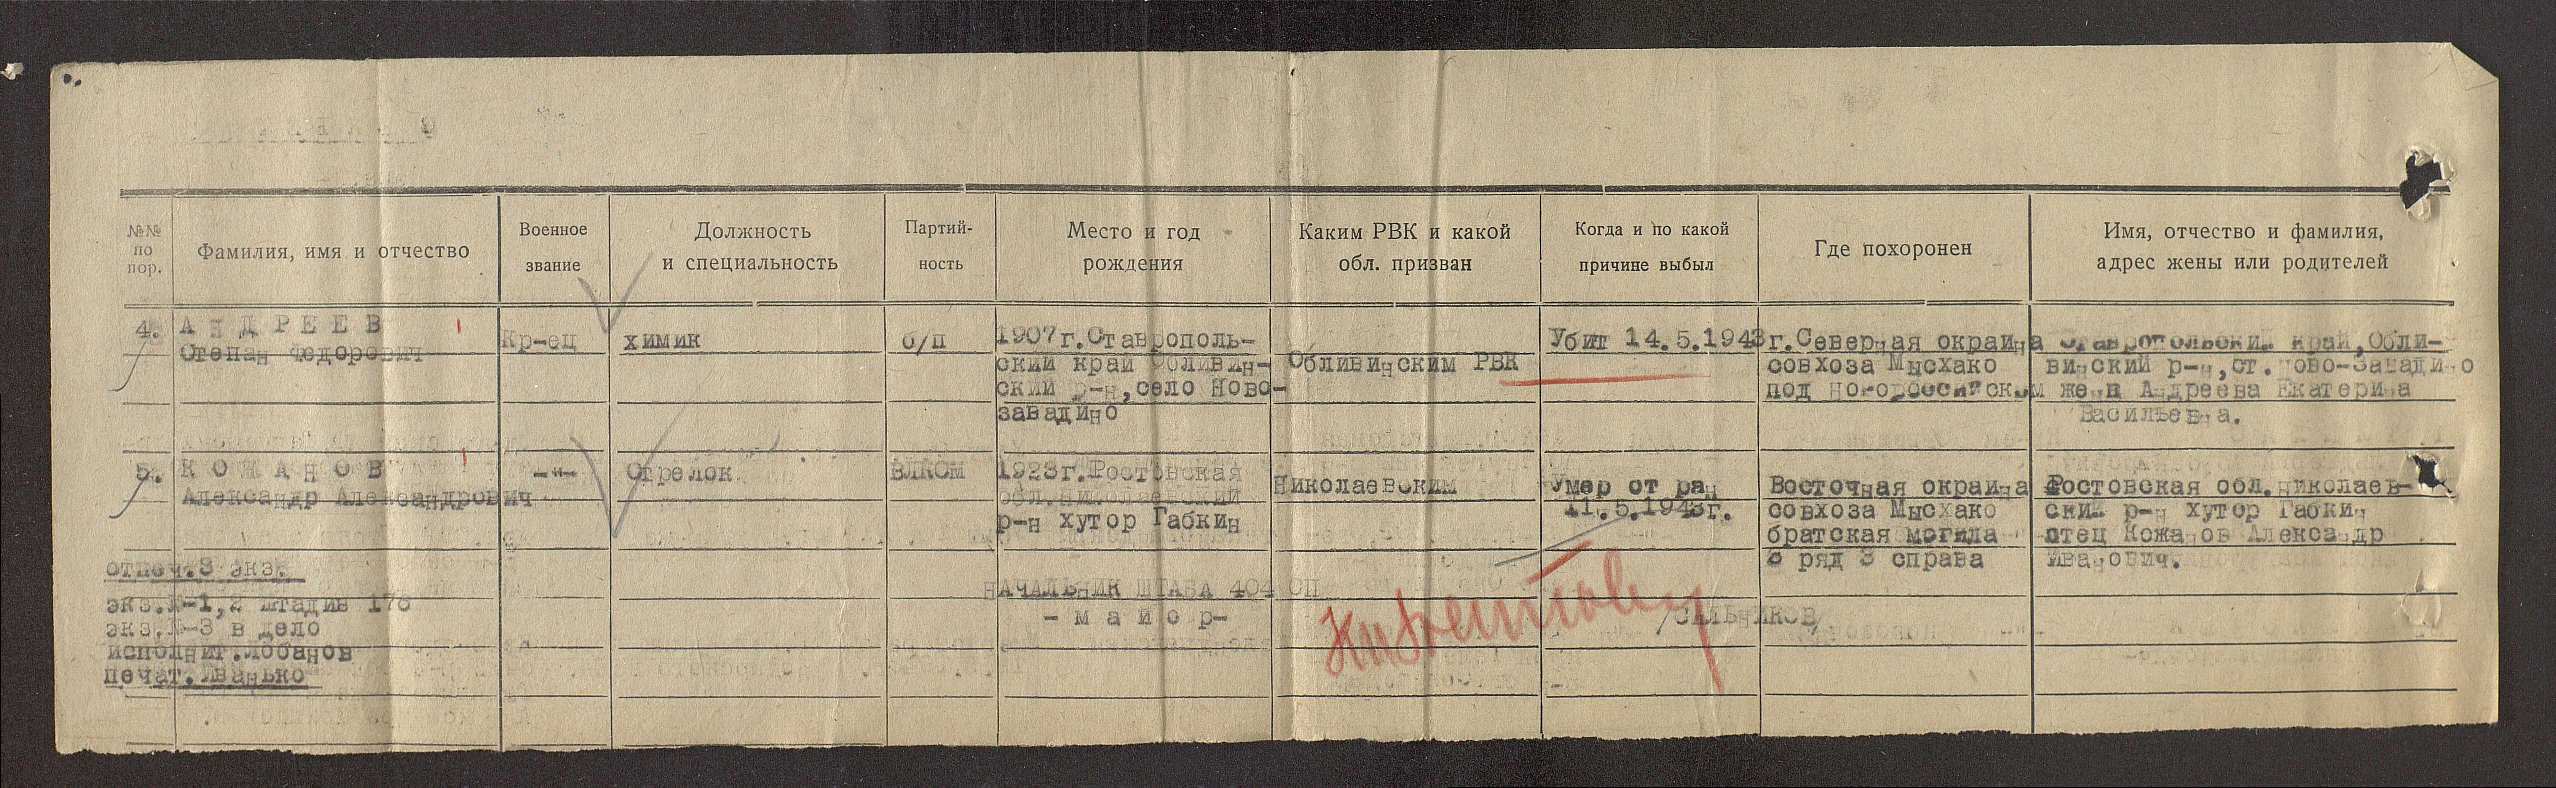 №№ по пор.
Фамилия, имя и отчество
Военное звание
Должность и специальность
Партий-ность
Место и год рождения
Каким РВК и какой обл. призван
Когда и по какой причине выбыл
Где похоронен
Имя, отчество и фамилия, адрес жены или родителей
4.
АНДРЕЕВ
Степан Федорович
Кр-ец
химик
б/п
1907г.Ставрополь-
ский край Обливин-
ский р-н,село Ново-
завадино
Обливинским РВК
Убит 14.5.1943г.
Северная окраина
совхоза Мысхако
под Новороссийском
Ставропольский край,Обли-
винский р-н,ст.Ново-Завадино
жена Андреева Екатерина
Васильевна.
5.
КОЖАНОВ
Александр Александрович
-"-
Стрелок
ВЛКСМ
1923г.Ростовская
обл.Николаевский
р-н хутор Габкин
Николаевским
Умер от ран
11.5.1943г.
Восточная окраина
совхоза Мысхако
братская могила
3 ряд 3 справа
Ростовская обл.Николаев-
ский р-н хутор Габкин
отец Кожанов Александр
Иванович.
отпеч.3 экз.
экз.№-1,2 штадив 176
экз.№-3 в дело
исполнит.Лобанов
печат.Иванько
НАЧАЛЬНИК ШТАБА 404 СП
- м а й о р -
/САЛЬНИКОВ/